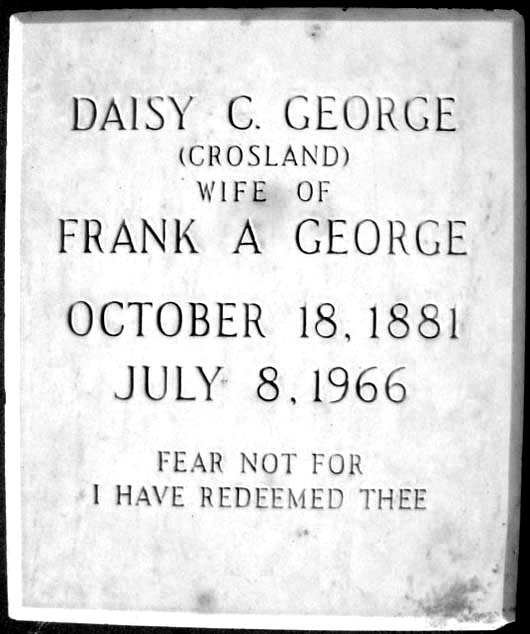 DAISY C. GEORGE
(CROSLAND)
WIFE OF
FRANK A GEORGE
OCTOBER 18, 1881
JULY 8, 1966
FEAR NOT FOR
I HAVE REDEEMED THEE